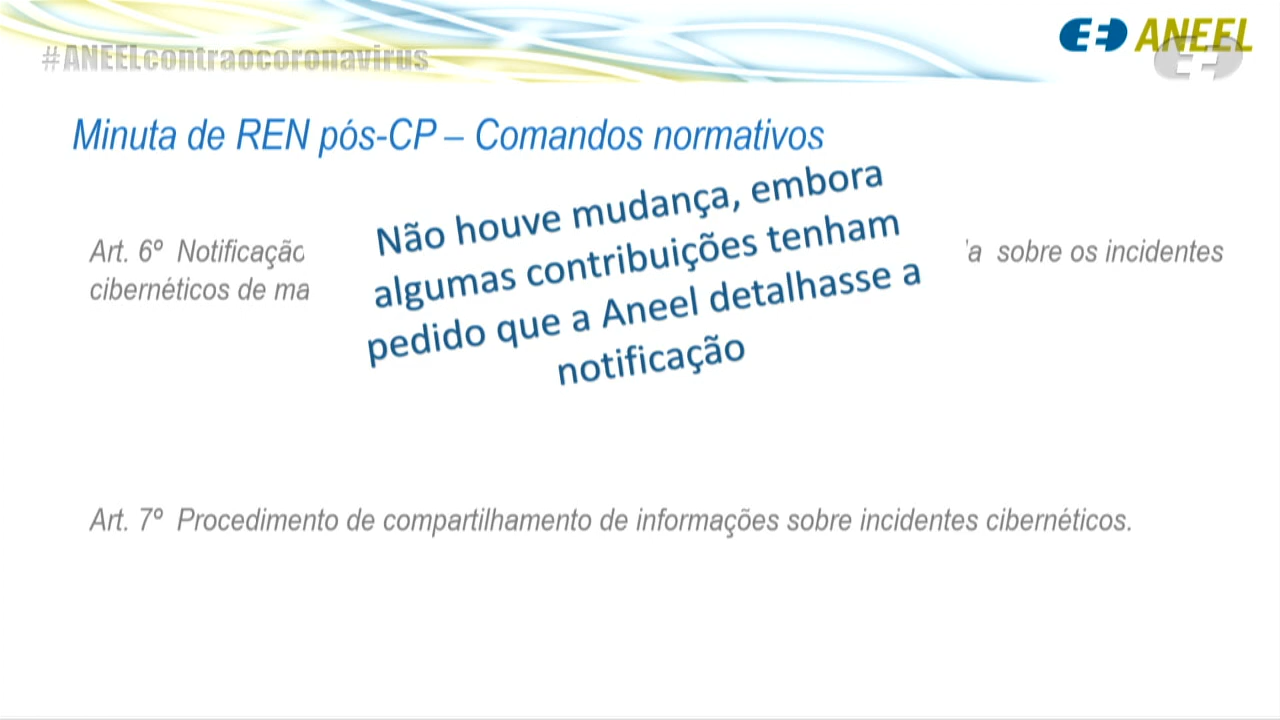 #ANEELcontraocoronavirus
ANEEL
Minuta de REN pós-CP – Comandos normativos
Não houve mudança, embora
algumas contribuições tenham
pedido que a Aneel detalhasse a
notificação
Art. 6º Notificação sobre os incidentes
cibernéticos de
Art. 7º Procedimento de compartilhamento de informações sobre incidentes cibernéticos.